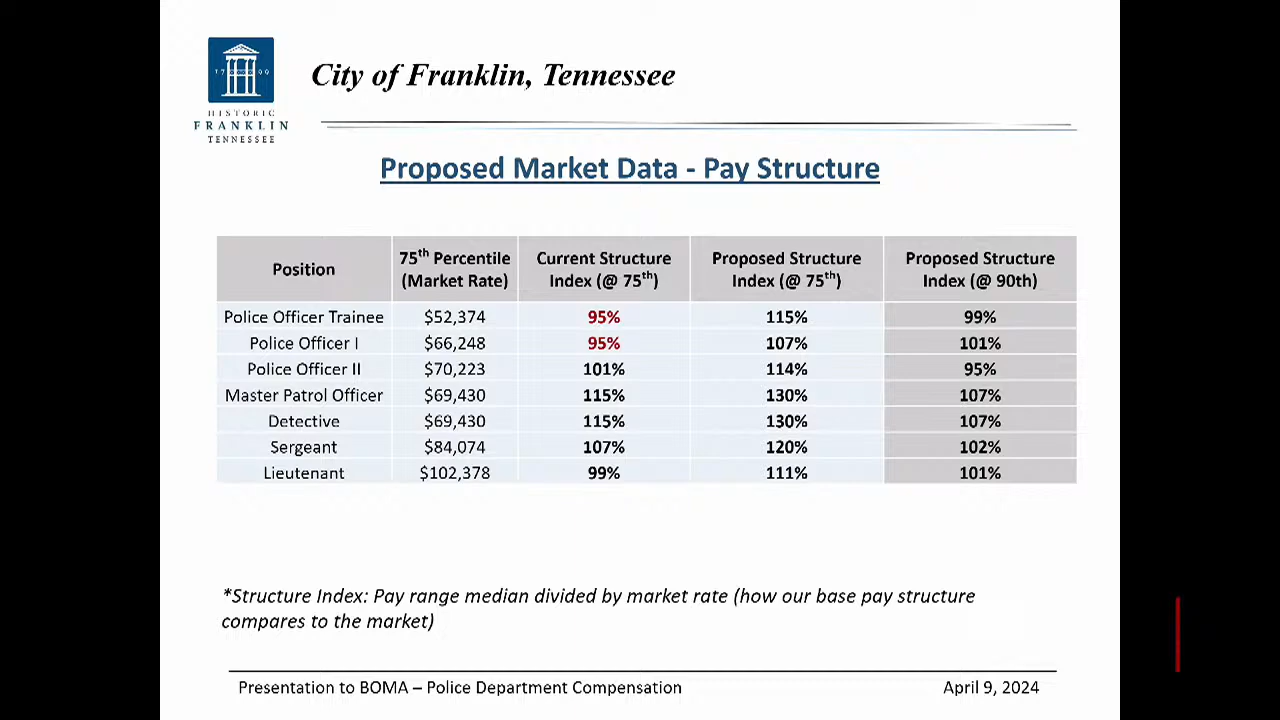 1799
HISTORIC
FRANKLIN
TENNESSEE
City of Franklin, Tennessee
Proposed Market Data - Pay Structure
Position
75th Percentile (Market Rate)
Current Structure Index (@ 75th)
Proposed Structure Index (@ 75th)
Proposed Structure Index (@ 90th)
Police Officer Trainee $52,374 95% 115% 99%
Police Officer I $66,248 95% 107% 101%
Police Officer II $70,223 101% 114% 95%
Master Patrol Officer $69,430 115% 130% 107%
Detective $69,430 115% 130% 107%
Sergeant $84,074 107% 120% 102%
Lieutenant $102,378 99% 111% 101%
*Structure Index: Pay range median divided by market rate (how our base pay structure
compares to the market)
Presentation to BOMA – Police Department Compensation April 9, 2024